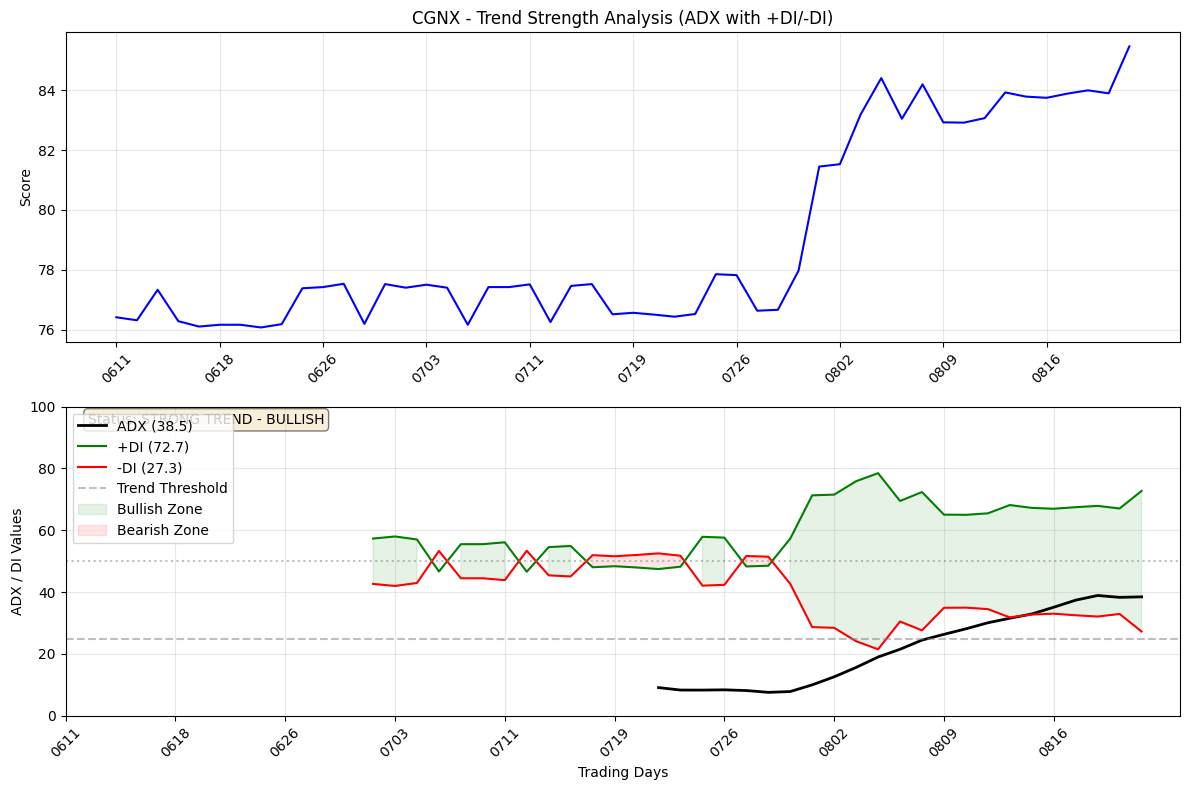 CGNX - Trend Strength Analysis (ADX with +DI/-DI)
Score
84
82
80
78
76
0611
0618
0626
0703
0711
0719
0726
0802
0809
0816
ADX / DI Values
100
80
60
40
20
0
Status: STRONG TREND - BULLISH
ADX (38.5)
+DI (72.7)
-DI (27.3)
Trend Threshold
Bullish Zone
Bearish Zone
0611
0618
0626
0703
0711
0719
0726
0802
0809
0816
Trading Days